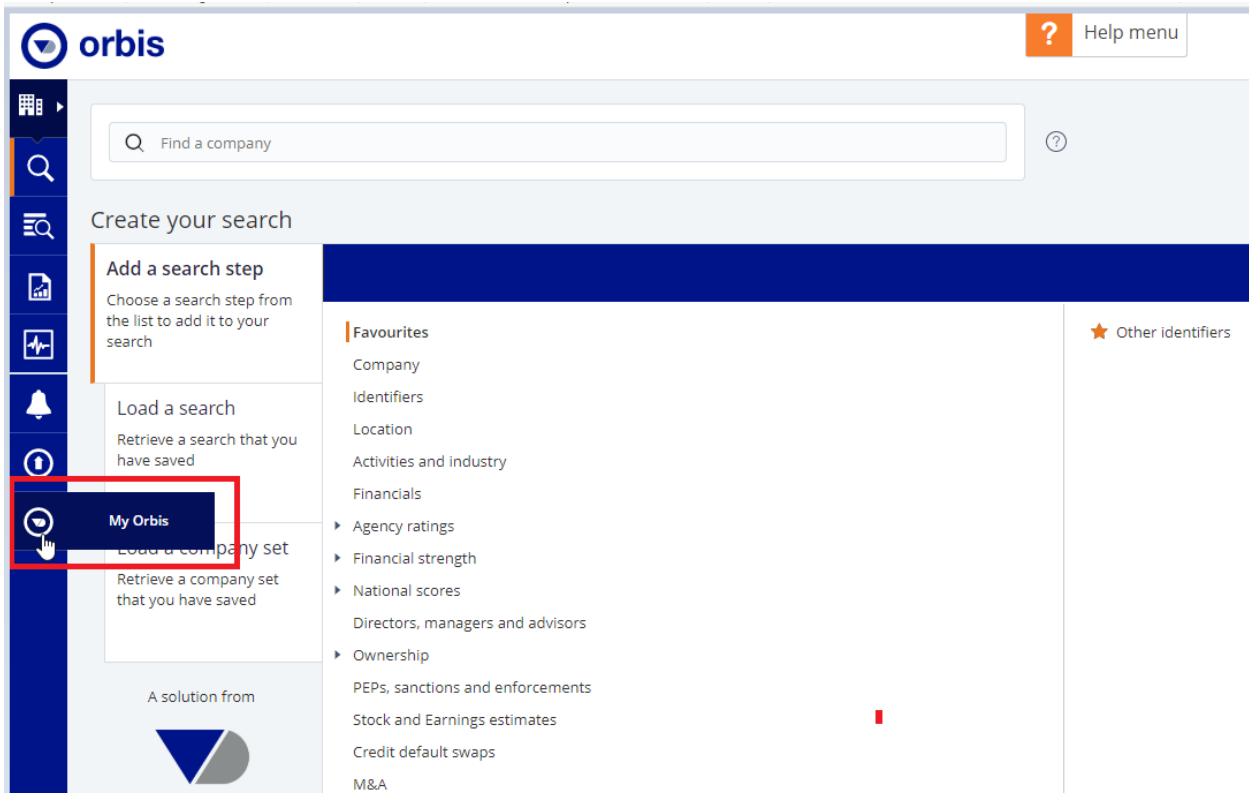 orbis
? Help menu
Find a company
?
Create your search
Add a search step
Choose a search step from
the list to add it to your
search
Load a search
Retrieve a search that you
have saved
My Orbis
Load a company set
Retrieve a company set
that you have saved
A solution from
Favourites
Company
Identifiers
Location
Activities and industry
Financials
Agency ratings
Financial strength
National scores
Directors, managers and advisors
Ownership
PEPs, sanctions and enforcements
Stock and Earnings estimates
Credit default swaps
M&A
Other identifiers